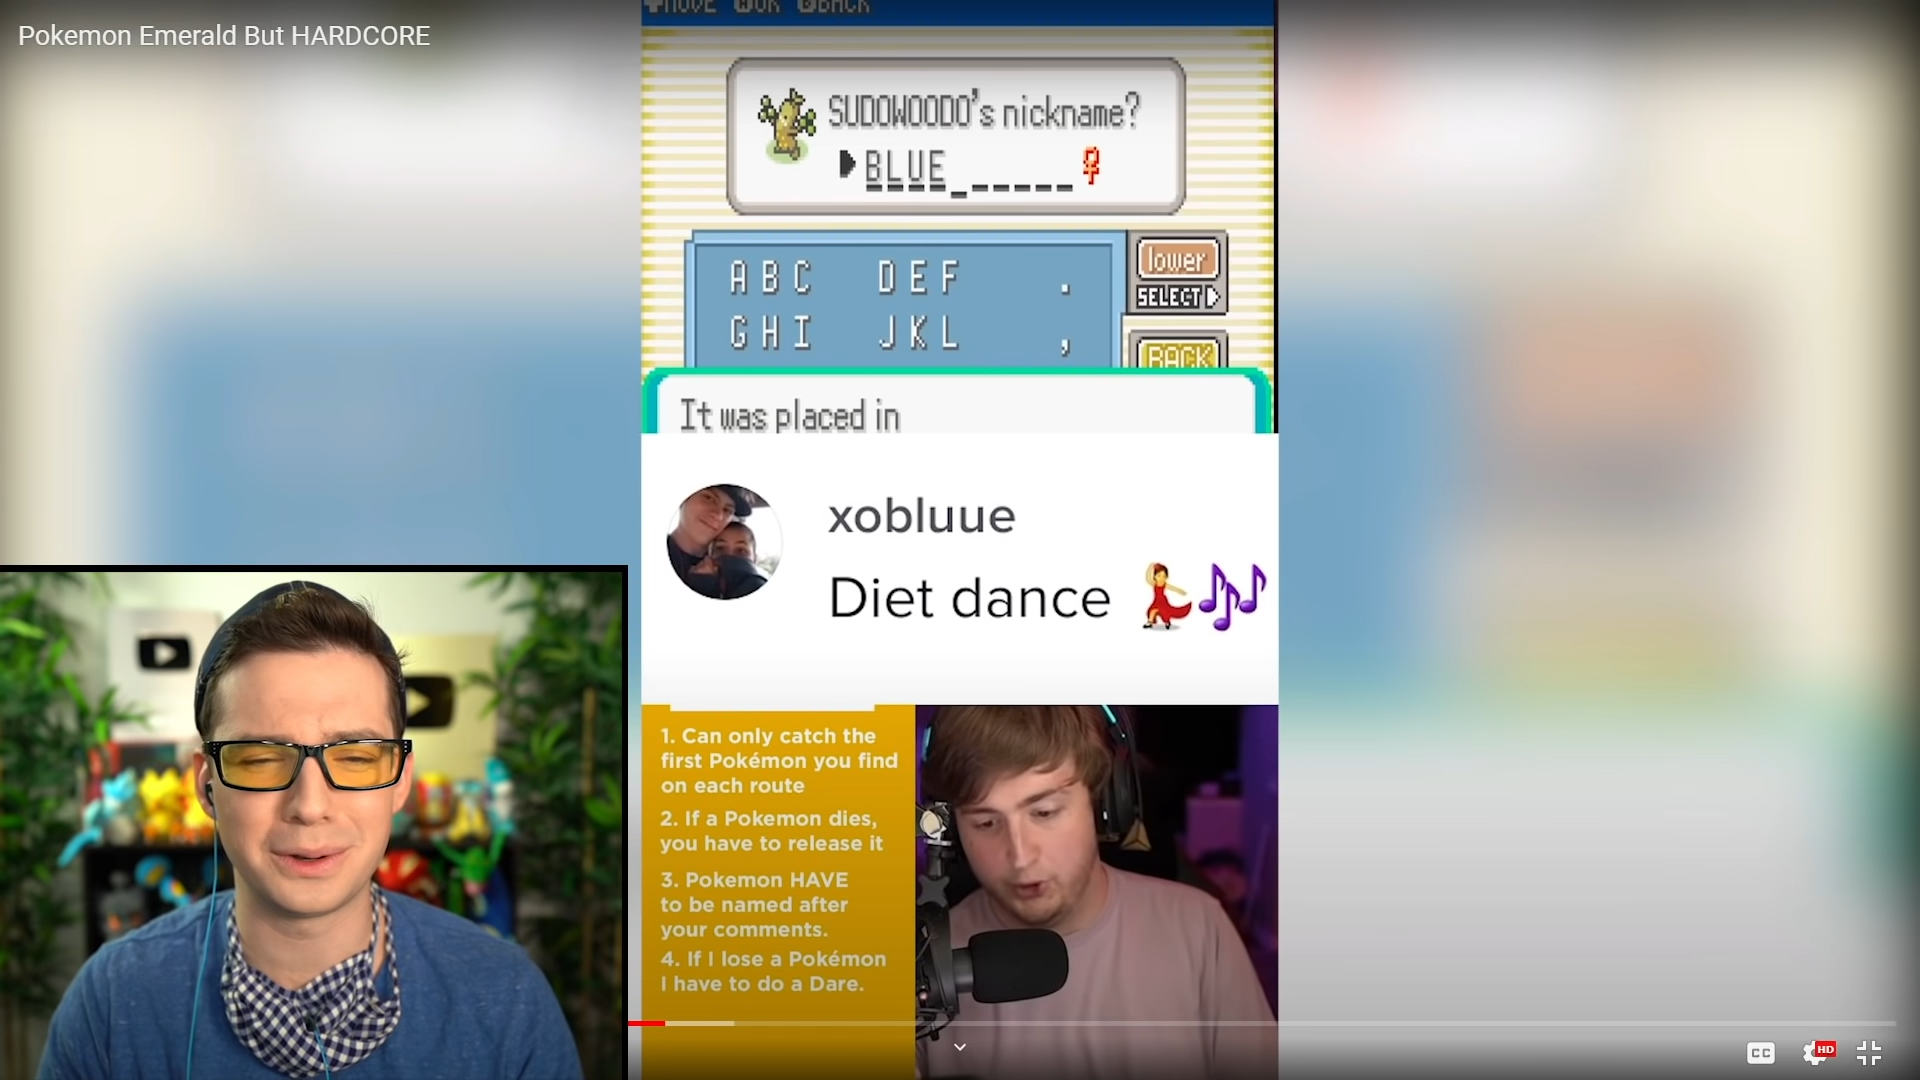 Pokemon Emerald But HARDCORE
MOVE OK BACK
SUDOWOODO's nickname?
BLUE
A B C D E F .
G H I J K L ,
lower
SELECT
BACK
It was placed in
xobluue
Diet dance 💃🎶
1. Can only catch the
first Pokémon you find
on each route
2. If a Pokemon dies,
you have to release it
3. Pokemon HAVE
to be named after
your comments.
4. If I lose a Pokémon
I have to do a Dare.
CC
HD